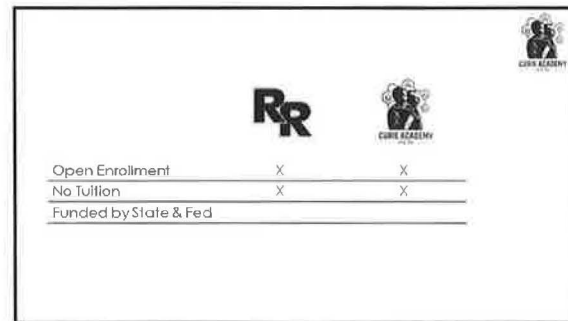 CURIE ACADEMY
RR
CURIE ACADEMY
Open Enrollment X X
No Tuition X X
Funded by State & Fed